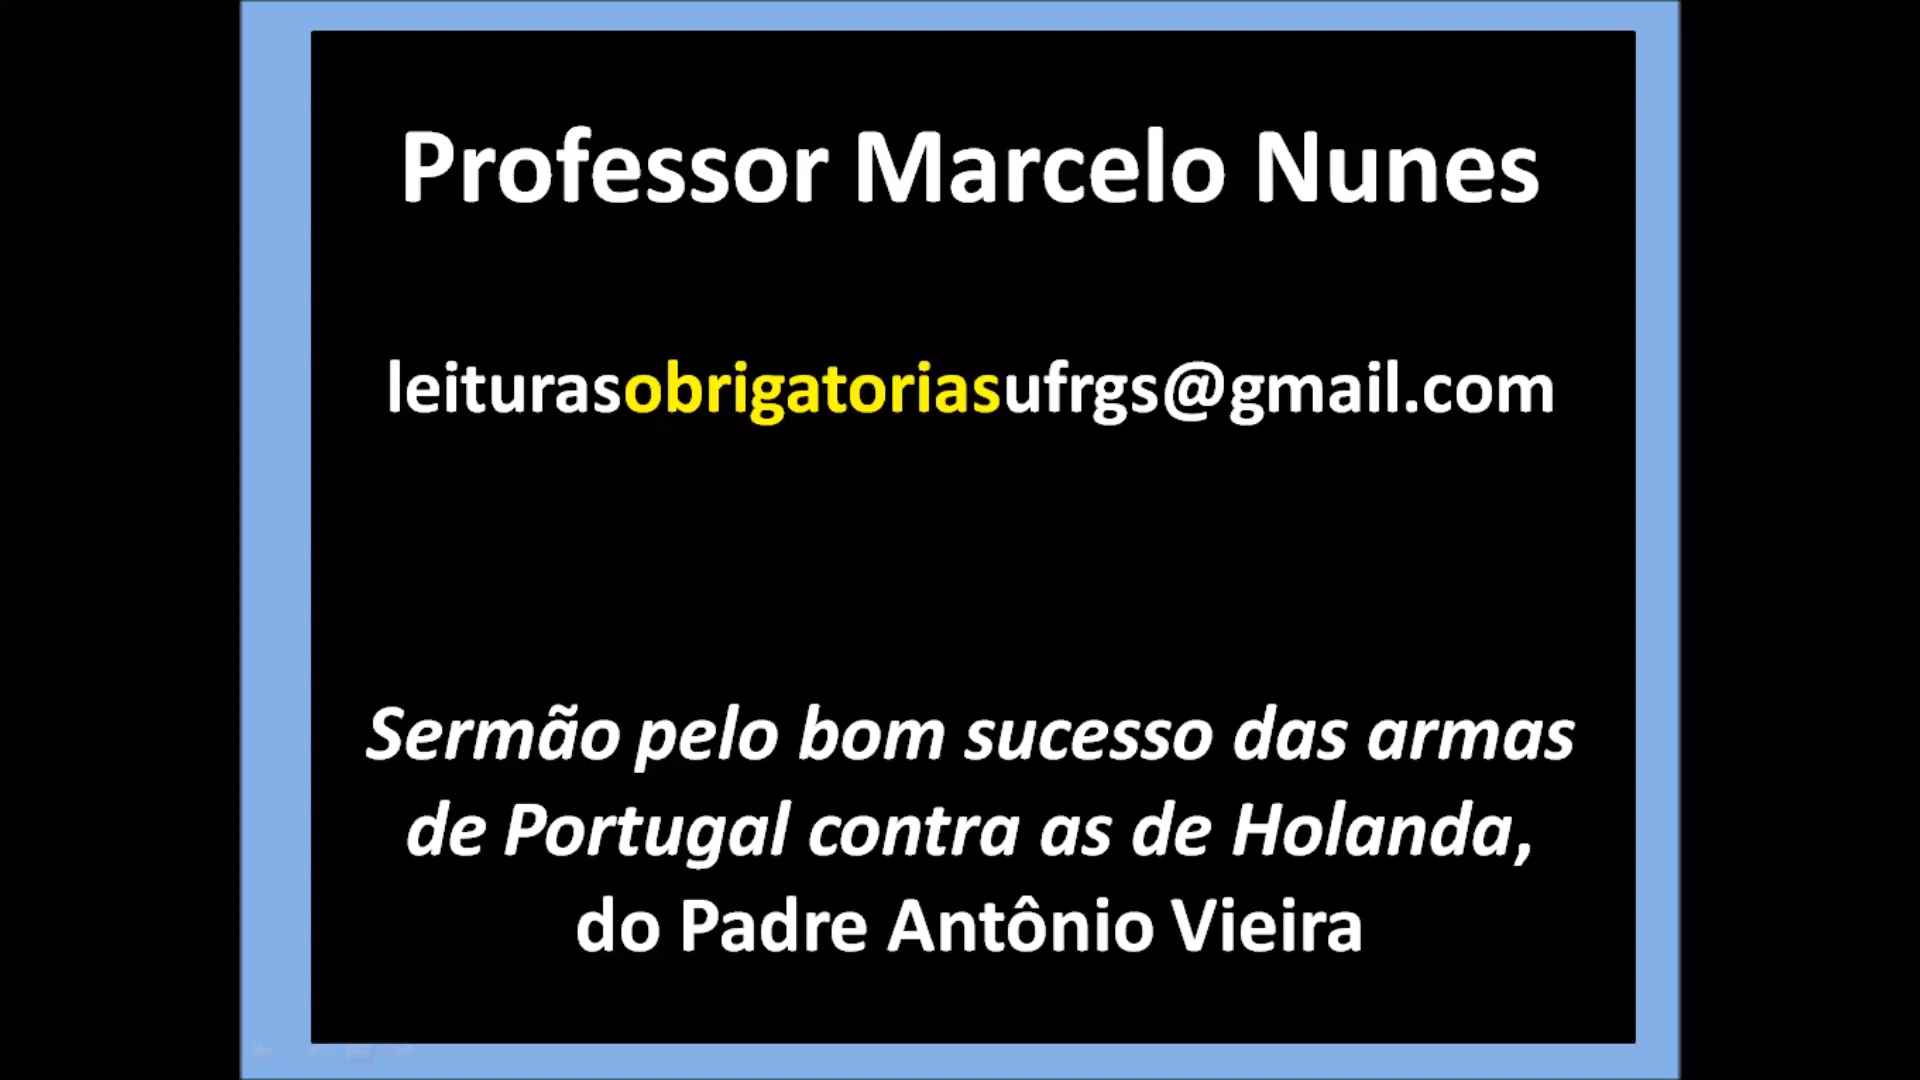 Professor Marcelo Nunes
leiturasobrigatoriasufrgs@gmail.com
Sermão pelo bom sucesso das armas
de Portugal contra as de Holanda,
do Padre Antônio Vieira